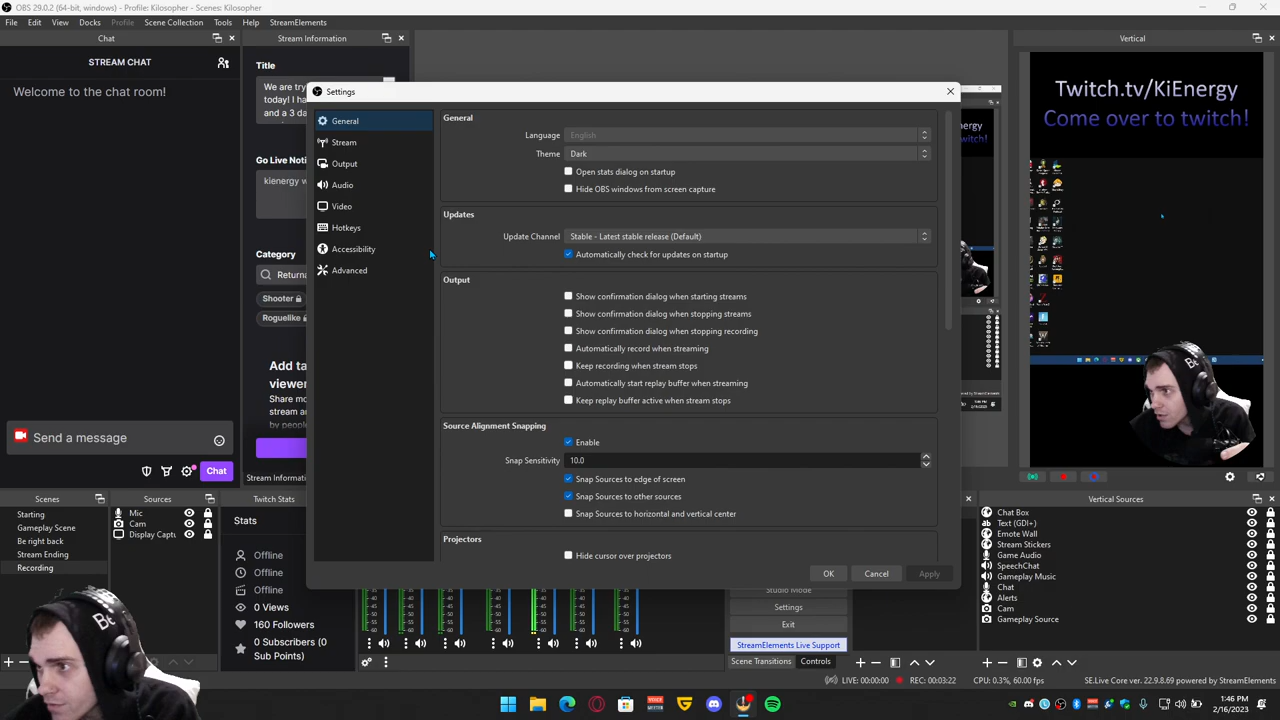 OBS 29.0.2 (64-bit, windows) - Profile: Kilosopher - Scenes: Kilosopher
File Edit View Docks Profile Scene Collection Tools Help StreamElements
Chat
STREAM CHAT
Welcome to the chat room!
Send a message
Chat
Stream Information
Title
We are try
today! I ha
and a 3 da
Go Live Noti
kienergy w
Category
Returna
Shooter
Roguelike
Add ta
viewer
Share mor
stream a
by people
Stream Informati
Settings
General
Stream
Output
Audio
Video
Hotkeys
Accessibility
Advanced
General
Language English
Theme Dark
Open stats dialog on startup
Hide OBS windows from screen capture
Updates
Update Channel Stable - Latest stable release (Default)
Automatically check for updates on startup
Output
Show confirmation dialog when starting streams
Show confirmation dialog when stopping streams
Show confirmation dialog when stopping recording
Automatically record when streaming
Keep recording when stream stops
Automatically start replay buffer when streaming
Keep replay buffer active when stream stops
Source Alignment Snapping
Enable
Snap Sensitivity 10.0
Snap Sources to edge of screen
Snap Sources to other sources
Snap Sources to horizontal and vertical center
Projectors
Hide cursor over projectors
OK Cancel Apply
Vertical
Twitch.tv/KiEnergy
Come over to twitch!
Scenes
Starting
Gameplay Scene
Be right back
Stream Ending
Recording
Sources
Mic
Cam
Display Captu
Twitch Stats
Stats
Offline
Offline
Offline
0 Views
160 Followers
0 Subscribers (0
Sub Points)
Studio Mode
Settings
Exit
StreamElements Live Support
Scene Transitions Controls
Vertical Sources
Chat Box
Text (GDI+)
Emote Wall
Stream Stickers
Game Audio
SpeechChat
Gameplay Music
Chat
Alerts
Cam
Gameplay Source
LIVE: 00:00:00 REC: 00:03:22 CPU: 0.3%, 60.00 fps SE.Live Core ver. 22.9.8.69 powered by StreamElements
1:46 PM
2/16/2023